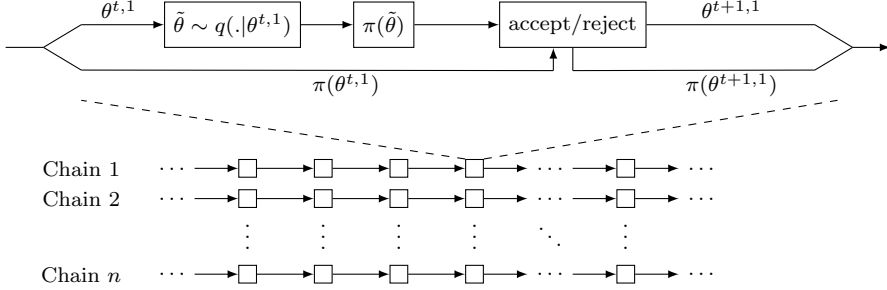 θ^{t,1} θ^{t+1,1}
θ̃ ∼ q(.|θ^{t,1}) π(θ̃) accept/reject
π(θ^{t,1}) π(θ^{t+1,1})
Chain 1 ··· ··· ···
Chain 2 ··· ··· ···
⋮ ⋮ ⋮ ⋮ ⋱ ⋮
Chain n ··· ··· ···